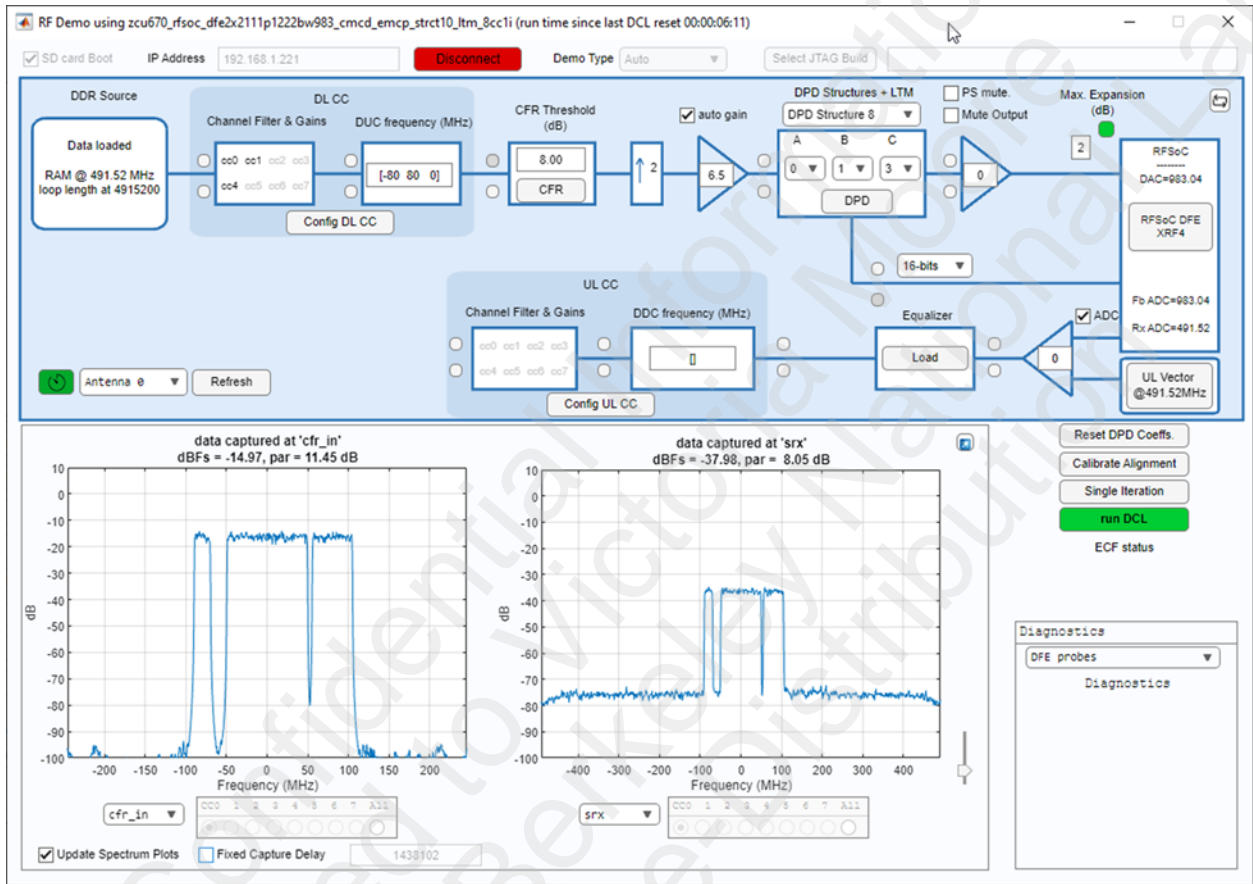 RF Demo using zcu670_rfsoc_dfe2x2111p1222bw983_cmcd_emcp_strct10_ltm_8cc1i (run time since last DCL reset 00:00:06:11)
SD card Boot IP Address 192.168.1.221 Disconnect Demo Type Auto Select JTAG Build
DDR Source
Data loaded
RAM @ 491.52 MHz
loop length at 4915200
DL CC
Channel Filter & Gains DUC frequency (MHz)
cc0 cc1 cc2 cc3
cc4 cc5 cc6 cc7
[-80 80 0]
Config DL CC
CFR Threshold
(dB)
8.00
CFR
2
auto gain
6.5
DPD Structures + LTM
DPD Structure 8
A B C
0 1 3
DPD
PS mute.
Mute Output
0
Max. Expansion
(dB)
2
RFSoC
--------
DAC=983.04
RFSoC DFE
XRF4
Fb ADC=983.04
Rx ADC=491.52
16-bits
UL CC
Channel Filter & Gains DDC frequency (MHz)
cc0 cc1 cc2 cc3
cc4 cc5 cc6 cc7
[]
Config UL CC
Equalizer
Load
ADC
0
UL Vector
@491.52MHz
Antenna 0 Refresh
data captured at 'cfr_in'
dBFs = -14.97, par = 11.45 dB
10
0
-10
-20
-30
-40
-50
-60
-70
-80
-90
-100
dB
-200 -150 -100 -50 0 50 100 150 200
Frequency (MHz)
cfr_in
CC0 1 2 3 4 5 6 7 All
Update Spectrum Plots Fixed Capture Delay 1438102
data captured at 'srx'
dBFs = -37.98, par = 8.05 dB
10
0
-10
-20
-30
-40
-50
-60
-70
-80
-90
-100
dB
-400 -300 -200 -100 0 100 200 300 400
Frequency (MHz)
srx
CC0 1 2 3 4 5 6 7 All
Reset DPD Coeffs.
Calibrate Alignment
Single Iteration
run DCL
ECF status
Diagnostics
DFE probes
Diagnostics